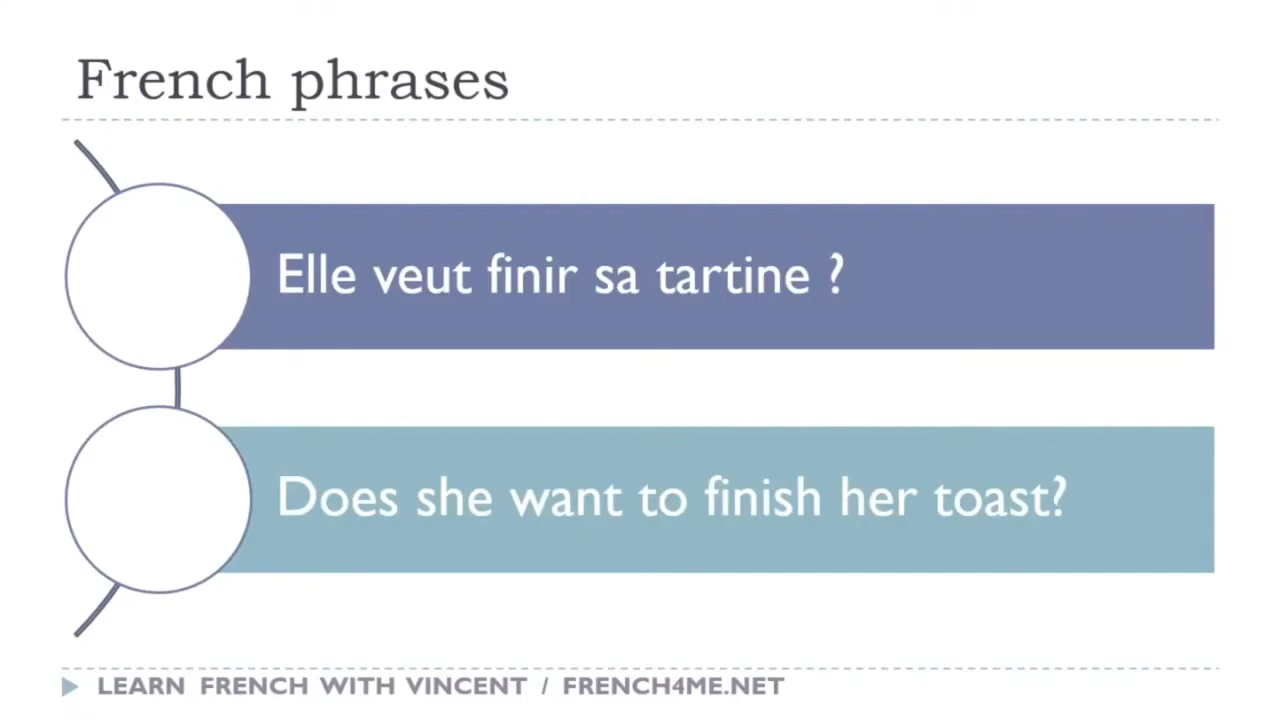 French phrases
Elle veut finir sa tartine ?
Does she want to finish her toast?
LEARN FRENCH WITH VINCENT / FRENCH4ME.NET